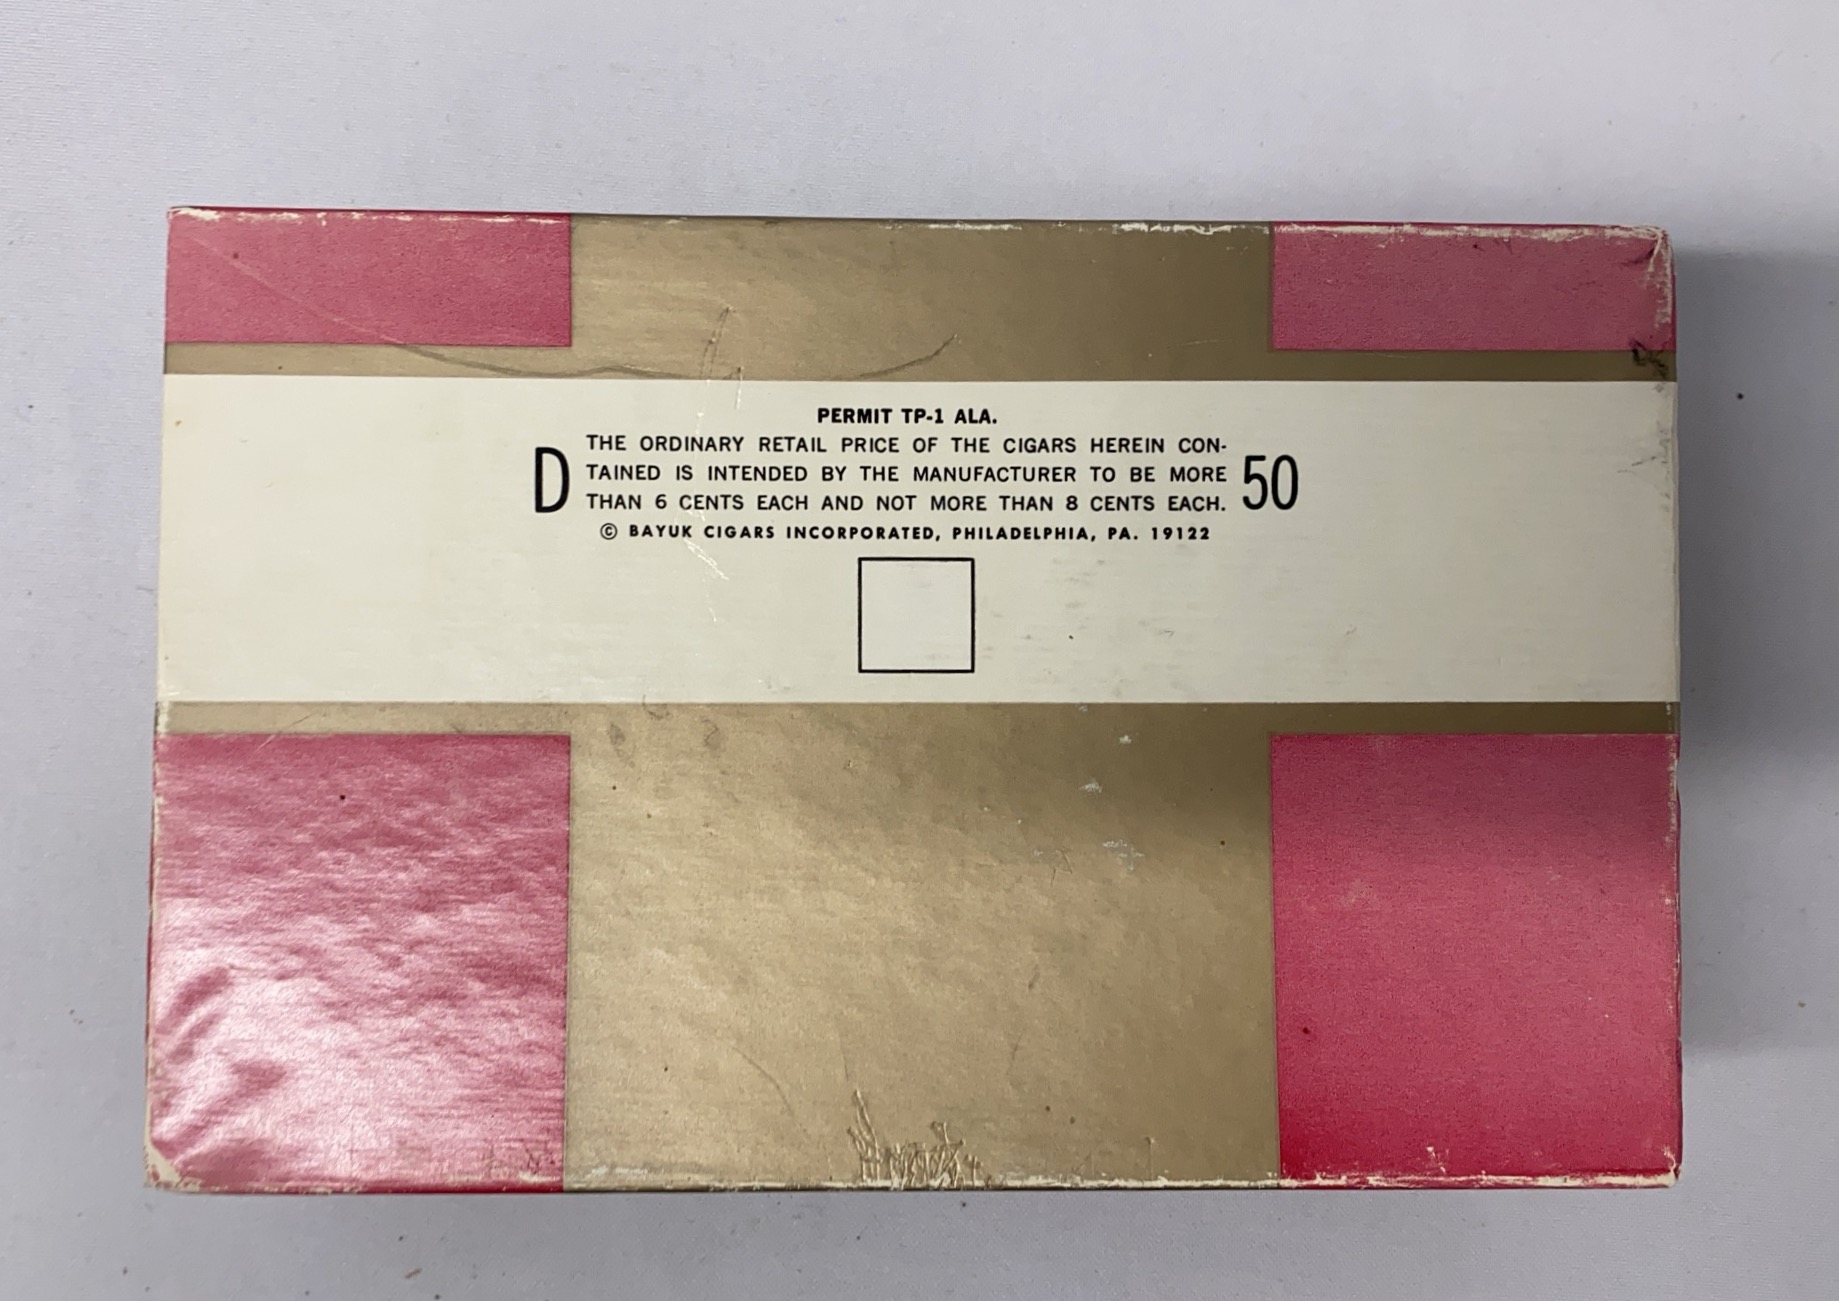 PERMIT TP-1 ALA.
D THE ORDINARY RETAIL PRICE OF THE CIGARS HEREIN CON- 50
TAINED IS INTENDED BY THE MANUFACTURER TO BE MORE
THAN 6 CENTS EACH AND NOT MORE THAN 8 CENTS EACH.
© BAYUK CIGARS INCORPORATED, PHILADELPHIA, PA. 19122